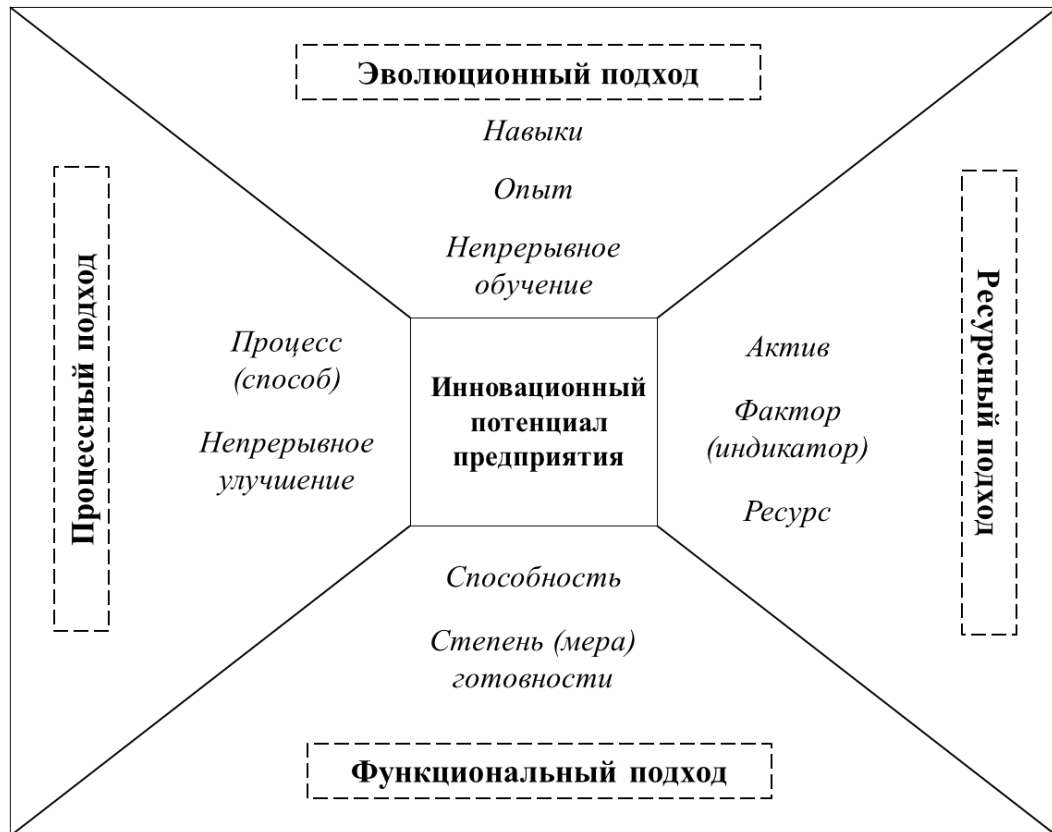 Эволюционный подход
Навыки
Опыт
Непрерывное
обучение
Процессный подход
Процесс
(способ)
Непрерывное
улучшение
Инновационный
потенциал
предприятия
Актив
Фактор
(индикатор)
Ресурс
Ресурсный подход
Способность
Степень (мера)
готовности
Функциональный подход